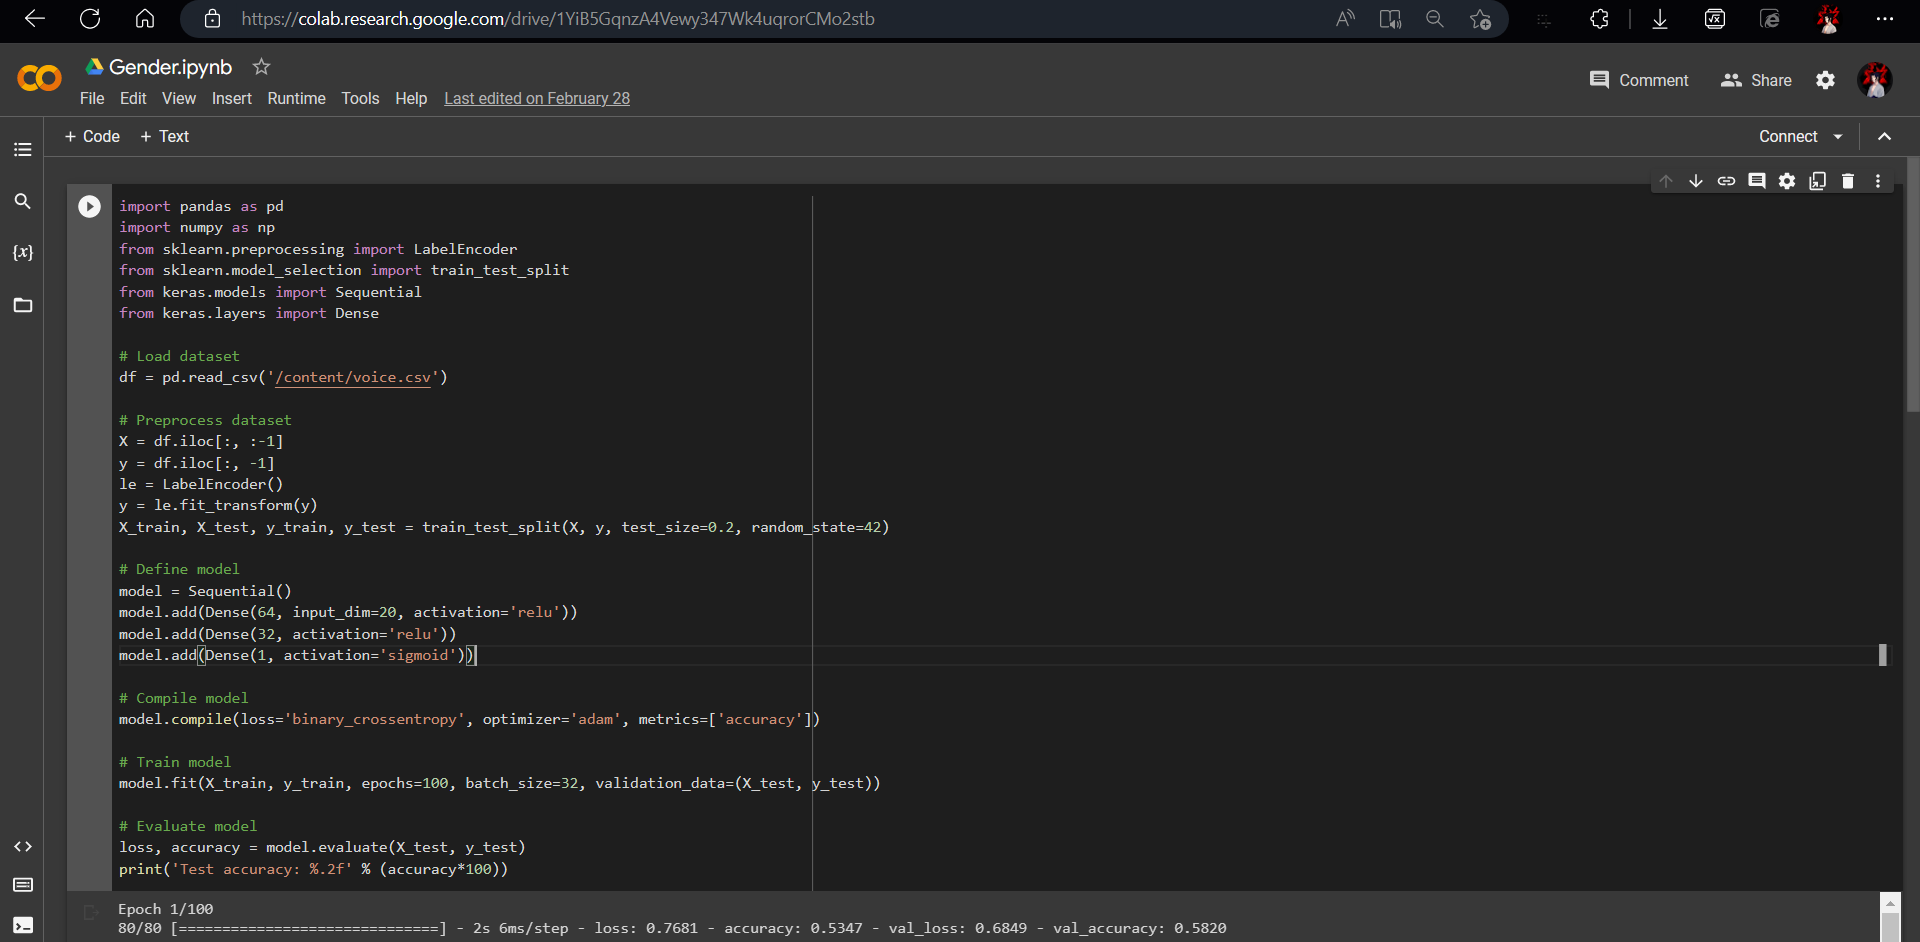 https://colab.research.google.com/drive/1YiB5GqnzA4Vewy347Wk4uqrorCMo2stb
Gender.ipynb
File Edit View Insert Runtime Tools Help Last edited on February 28
Comment Share
+ Code + Text
Connect
import pandas as pd
import numpy as np
from sklearn.preprocessing import LabelEncoder
from sklearn.model_selection import train_test_split
from keras.models import Sequential
from keras.layers import Dense
# Load dataset
df = pd.read_csv('/content/voice.csv')
# Preprocess dataset
X = df.iloc[:, :-1]
y = df.iloc[:, -1]
le = LabelEncoder()
y = le.fit_transform(y)
X_train, X_test, y_train, y_test = train_test_split(X, y, test_size=0.2, random_state=42)
# Define model
model = Sequential()
model.add(Dense(64, input_dim=20, activation='relu'))
model.add(Dense(32, activation='relu'))
model.add(Dense(1, activation='sigmoid'))
# Compile model
model.compile(loss='binary_crossentropy', optimizer='adam', metrics=['accuracy'])
# Train model
model.fit(X_train, y_train, epochs=100, batch_size=32, validation_data=(X_test, y_test))
# Evaluate model
loss, accuracy = model.evaluate(X_test, y_test)
print('Test accuracy: %.2f' % (accuracy*100))
Epoch 1/100
80/80 [==============================] - 2s 6ms/step - loss: 0.7681 - accuracy: 0.5347 - val_loss: 0.6849 - val_accuracy: 0.5820